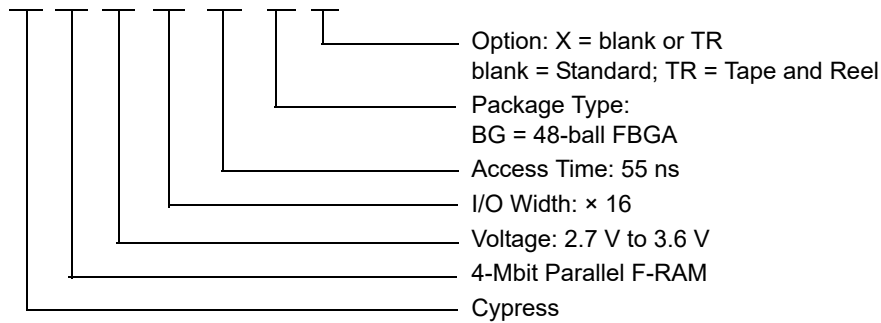 Option: X = blank or TR
blank = Standard; TR = Tape and Reel
Package Type:
BG = 48-ball FBGA
Access Time: 55 ns
I/O Width: × 16
Voltage: 2.7 V to 3.6 V
4-Mbit Parallel F-RAM
Cypress